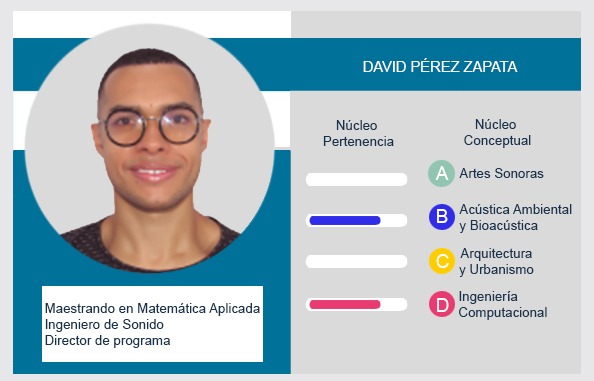 DAVID PÉREZ ZAPATA
Núcleo
Pertenencia
Núcleo
Conceptual
A Artes Sonoras
B Acústica Ambiental
y Bioacústica
C Arquitectura
y Urbanismo
D Ingeniería
Computacional
Maestrando en Matemática Aplicada
Ingeniero de Sonido
Director de programa